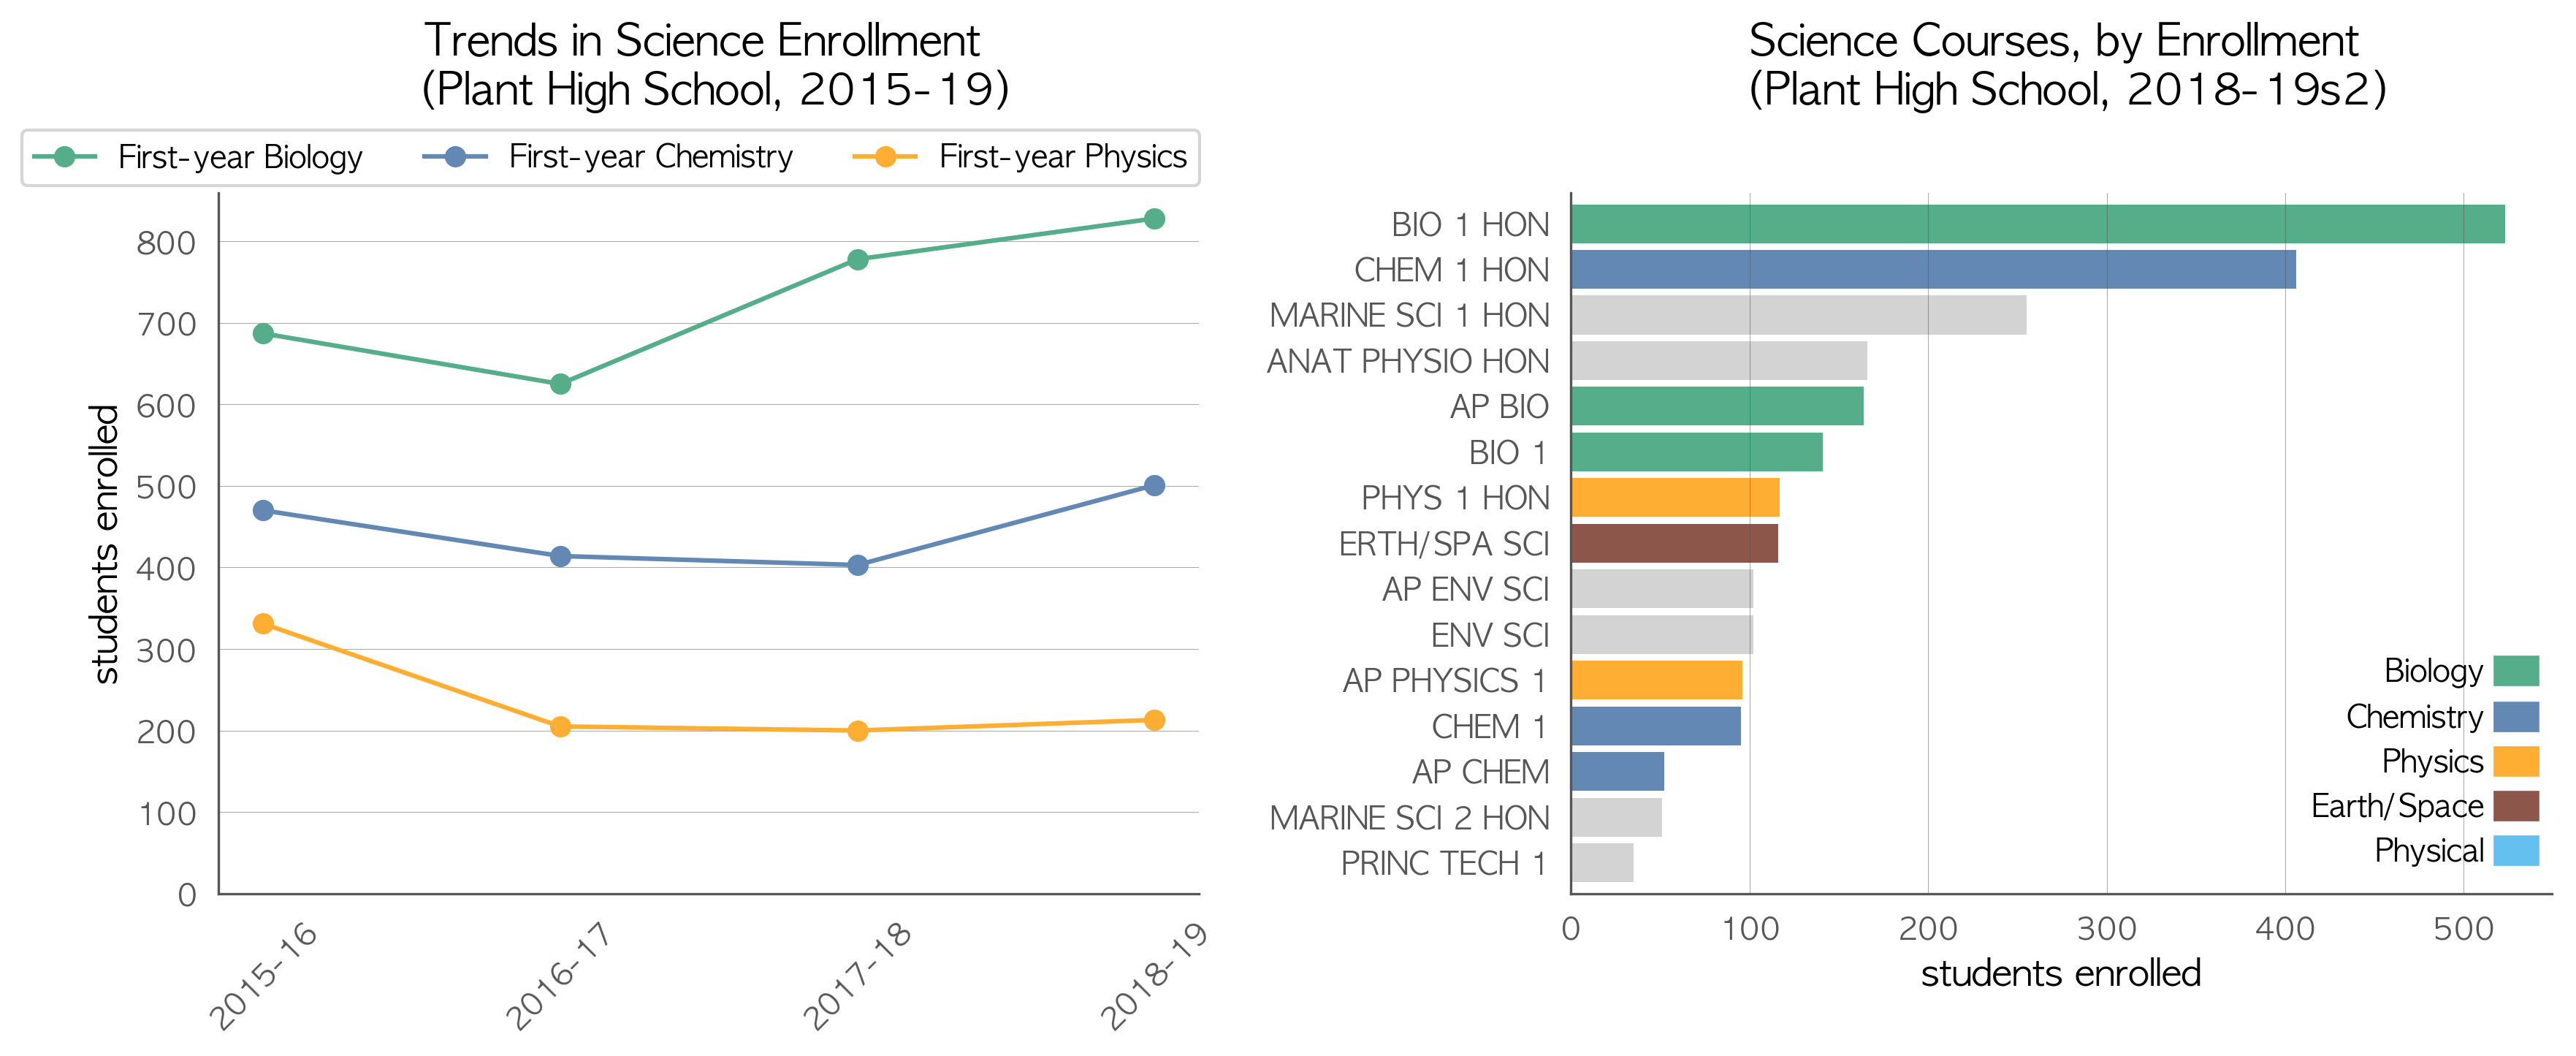 Trends in Science Enrollment
(Plant High School, 2015-19)
First-year Biology
First-year Chemistry
First-year Physics
students enrolled
800
700
600
500
400
300
200
100
0
2015-16
2016-17
2017-18
2018-19
Science Courses, by Enrollment
(Plant High School, 2018-19s2)
BIO 1 HON
CHEM 1 HON
MARINE SCI 1 HON
ANAT PHYSIO HON
AP BIO
BIO 1
PHYS 1 HON
ERTH/SPA SCI
AP ENV SCI
ENV SCI
AP PHYSICS 1
CHEM 1
AP CHEM
MARINE SCI 2 HON
PRINC TECH 1
Biology
Chemistry
Physics
Earth/Space
Physical
0
100
200
300
400
500
students enrolled